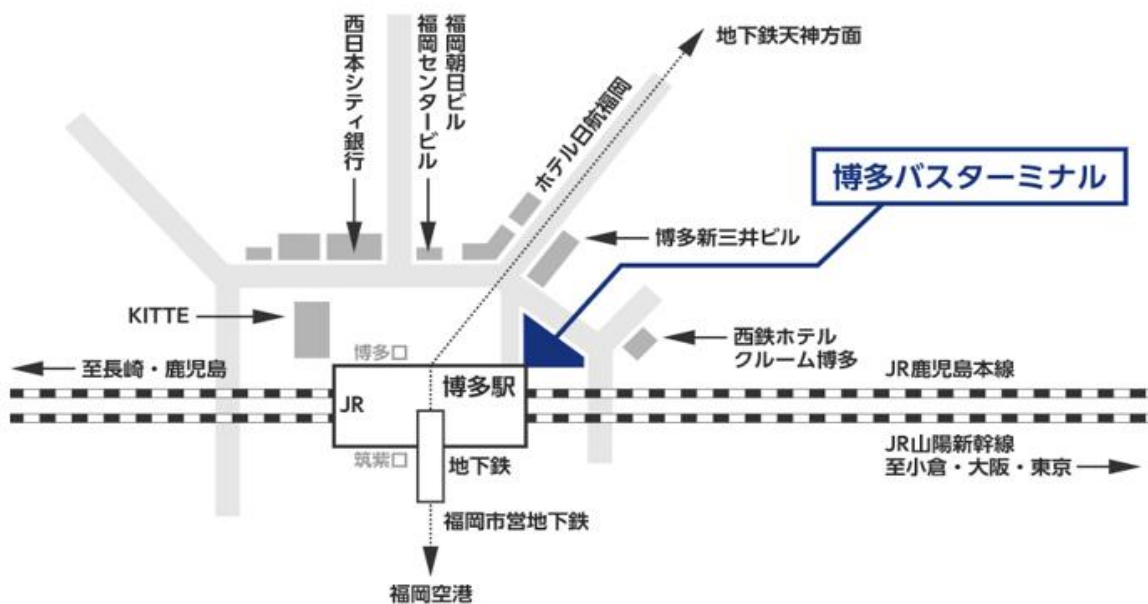 西日本シティ銀行
福岡センタービル
福岡朝日ビル
地下鉄天神方面
ホテル日航福岡
博多バスターミナル
博多新三井ビル
KITTE
西鉄ホテル
クルーム博多
博多口
至長崎・鹿児島
博多駅
JR鹿児島本線
JR
筑紫口
地下鉄
JR山陽新幹線
至小倉・大阪・東京
福岡市営地下鉄
福岡空港